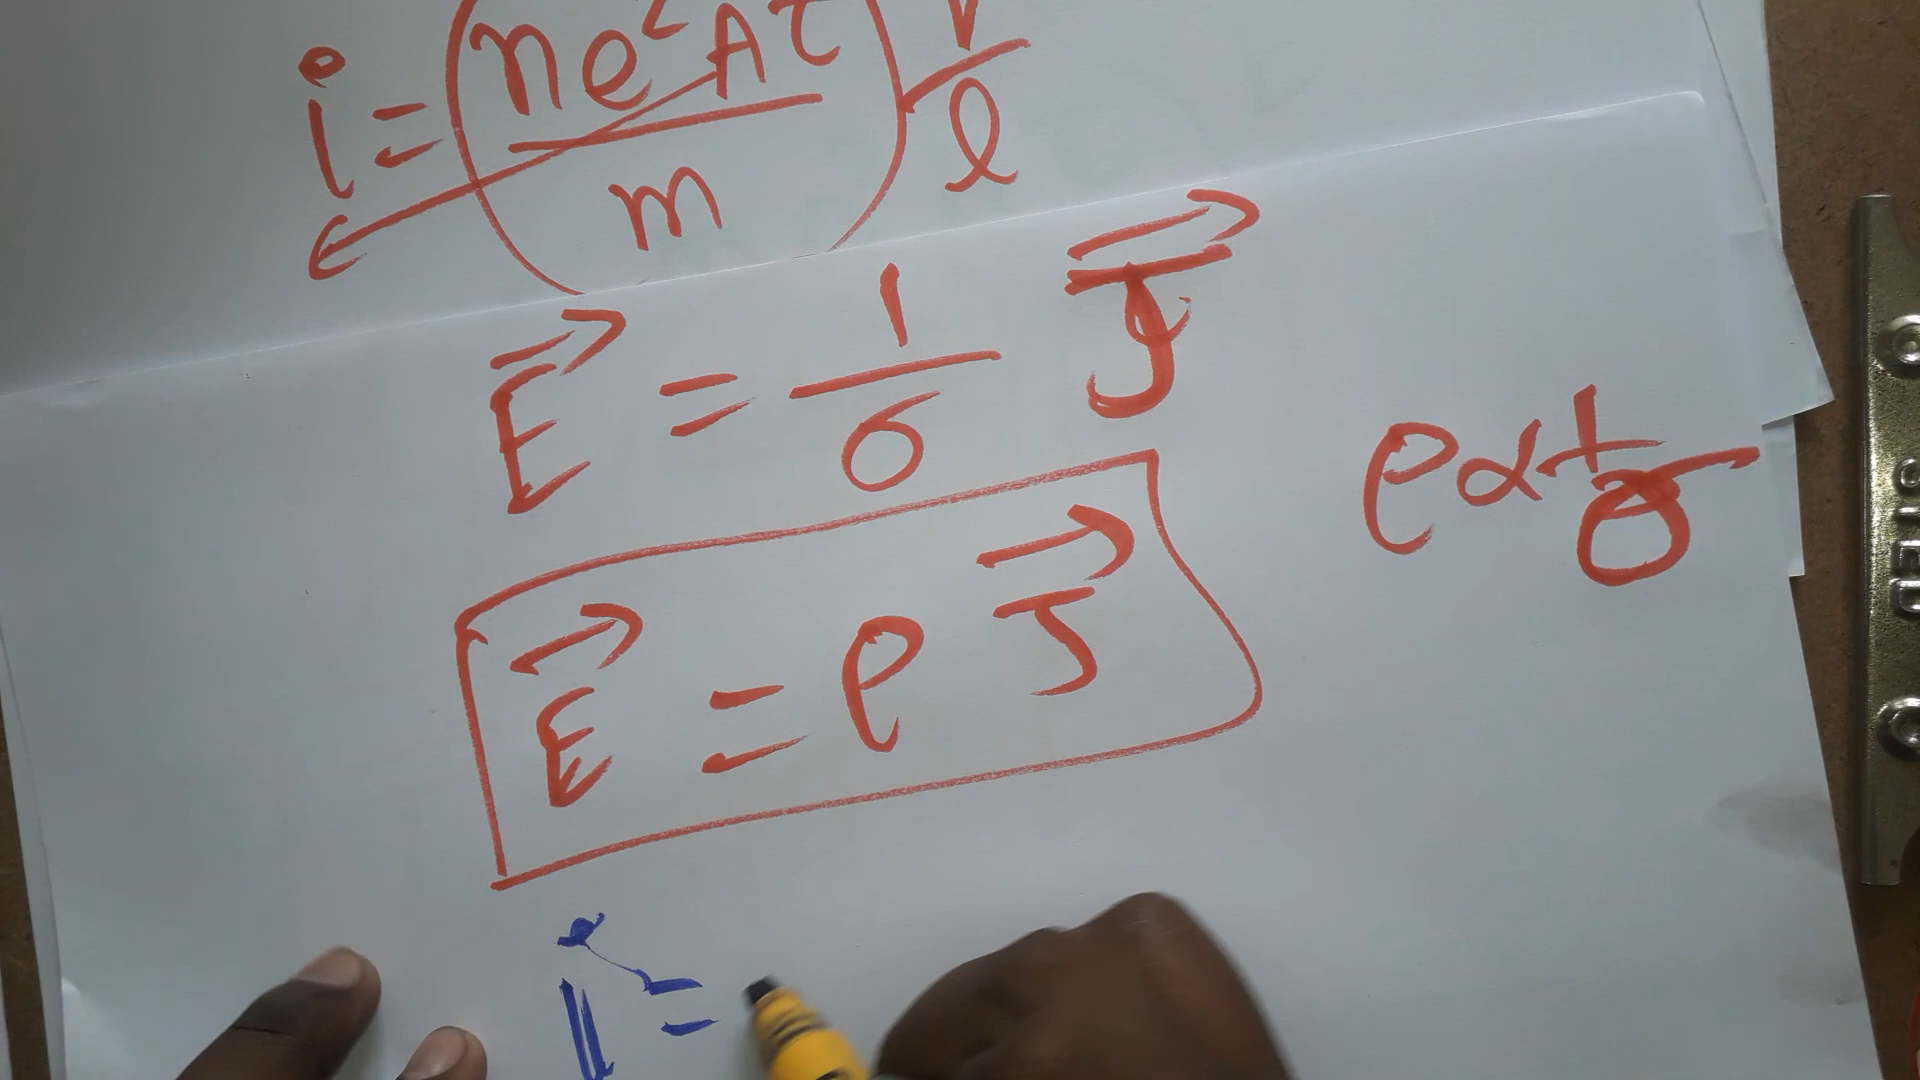 i = (ne²Aτ/m) V/l
E⃗ = 1/σ J⃗
ρ ∝ 1/σ
E⃗ = ρ J⃗
i =